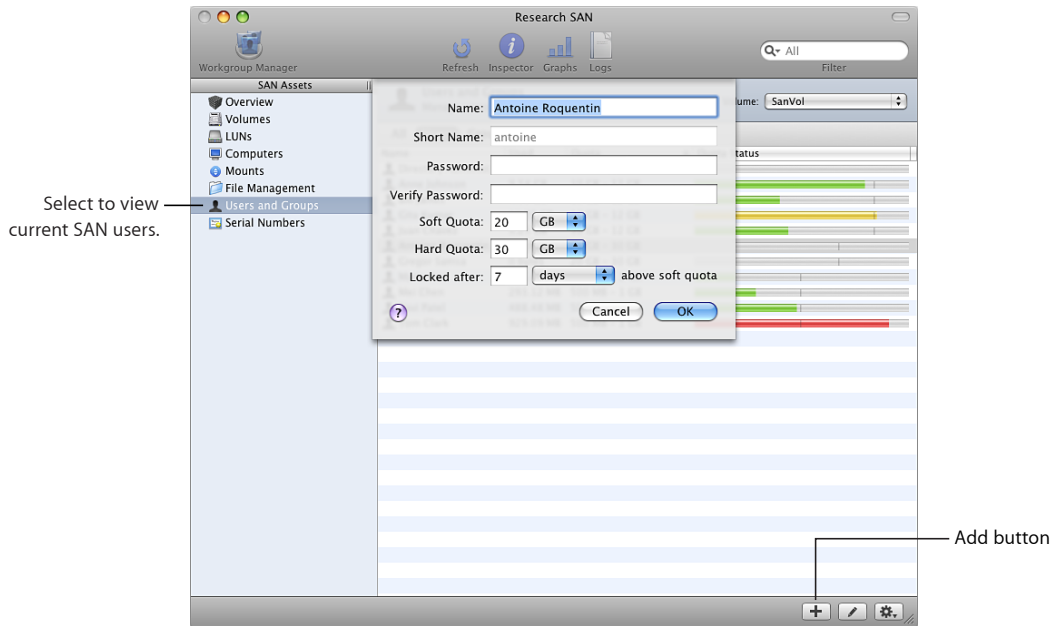 Research SAN
Workgroup Manager
Refresh
Inspector
Graphs
Logs
All
Filter
SAN Assets
Overview
Volumes
LUNs
Computers
Mounts
File Management
Users and Groups
Serial Numbers
Select to view
current SAN users.
Name: Antoine Roquentin
Short Name: antoine
Password:
Verify Password:
Soft Quota: 20 GB
Hard Quota: 30 GB
Locked after: 7 days above soft quota
?
Cancel
OK
SanVol
Add button